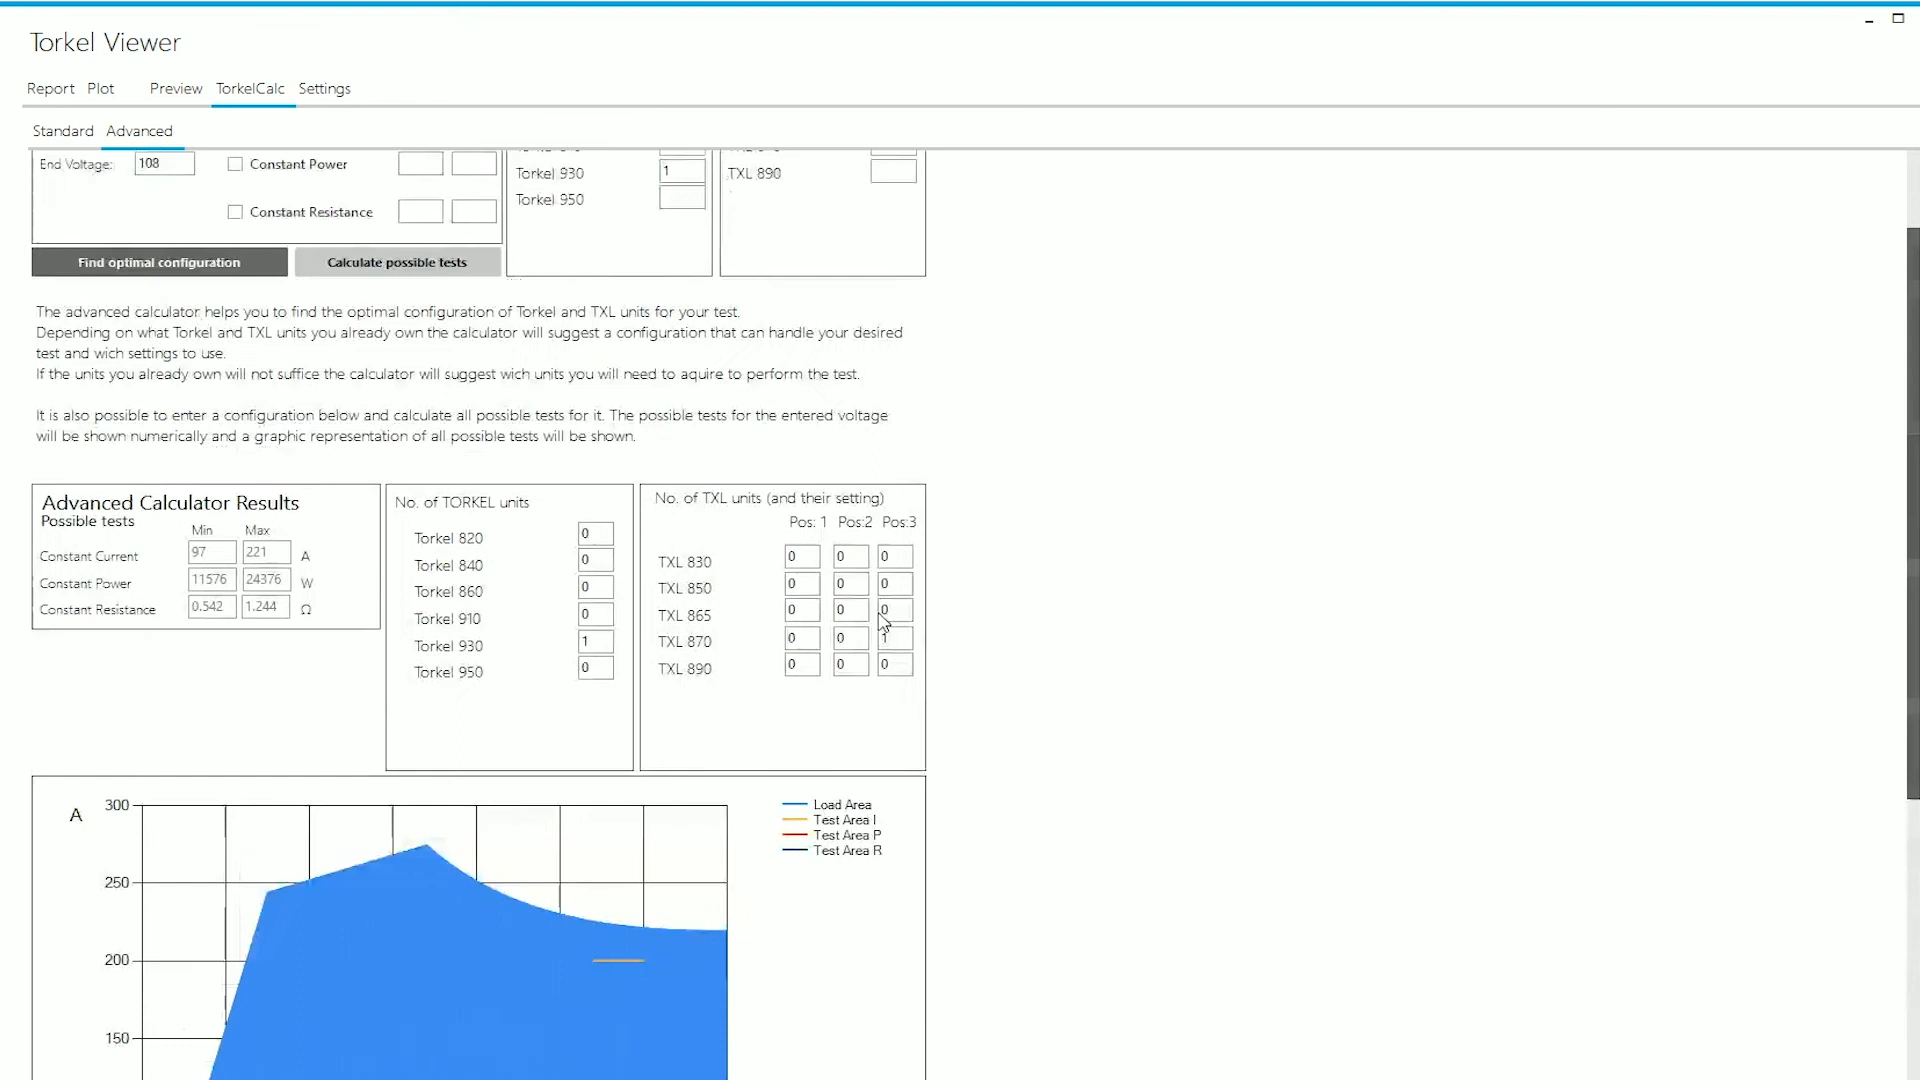 Torkel Viewer
Report Plot Preview TorkelCalc Settings
Standard Advanced
End Voltage: 108 Constant Power
Constant Resistance
Torkel 930 1
Torkel 950
TXL 890
Find optimal configuration Calculate possible tests
The advanced calculator helps you to find the optimal configuration of Torkel and TXL units for your test.
Depending on what Torkel and TXL units you already own the calculator will suggest a configuration that can handle your desired
test and wich settings to use.
If the units you already own will not suffice the calculator will suggest wich units you will need to aquire to perform the test.
It is also possible to enter a configuration below and calculate all possible tests for it. The possible tests for the entered voltage
will be shown numerically and a graphic representation of all possible tests will be shown.
Advanced Calculator Results
Possible tests
Min Max
Constant Current 97 221 A
Constant Power 11576 24376 W
Constant Resistance 0.542 1.244 Ω
No. of TORKEL units
Torkel 820 0
Torkel 840 0
Torkel 860 0
Torkel 910 0
Torkel 930 1
Torkel 950 0
No. of TXL units (and their setting)
Pos: 1 Pos:2 Pos:3
TXL 830 0 0 0
TXL 850 0 0 0
TXL 865 0 0 0
TXL 870 0 0 1
TXL 890 0 0 0
A
300
250
200
150
Load Area
Test Area I
Test Area P
Test Area R